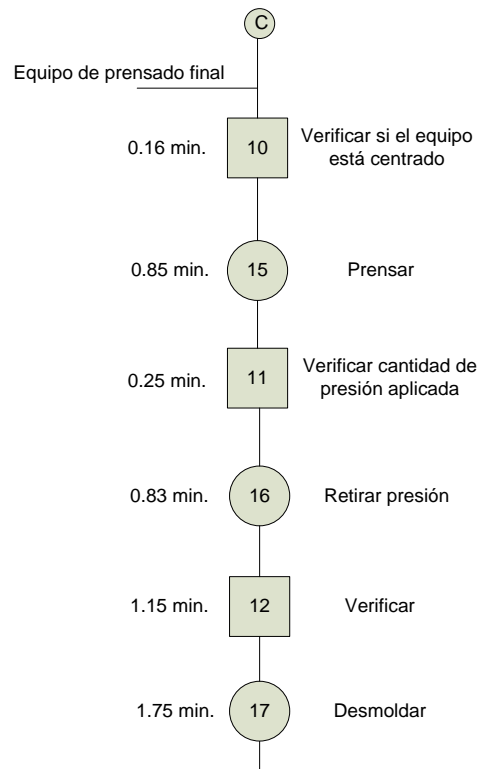 C
Equipo de prensado final
0.16 min.
10
Verificar si el equipo
está centrado
0.85 min.
15
Prensar
0.25 min.
11
Verificar cantidad de
presión aplicada
0.83 min.
16
Retirar presión
1.15 min.
12
Verificar
1.75 min.
17
Desmoldar